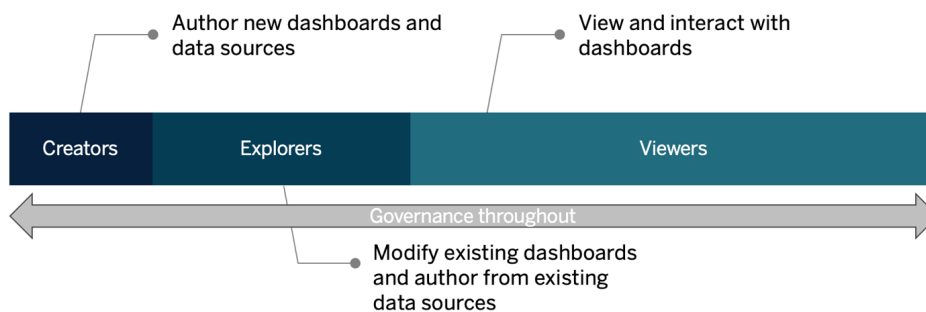 Author new dashboards and
data sources
View and interact with
dashboards
Creators
Explorers
Viewers
Governance throughout
Modify existing dashboards
and author from existing
data sources